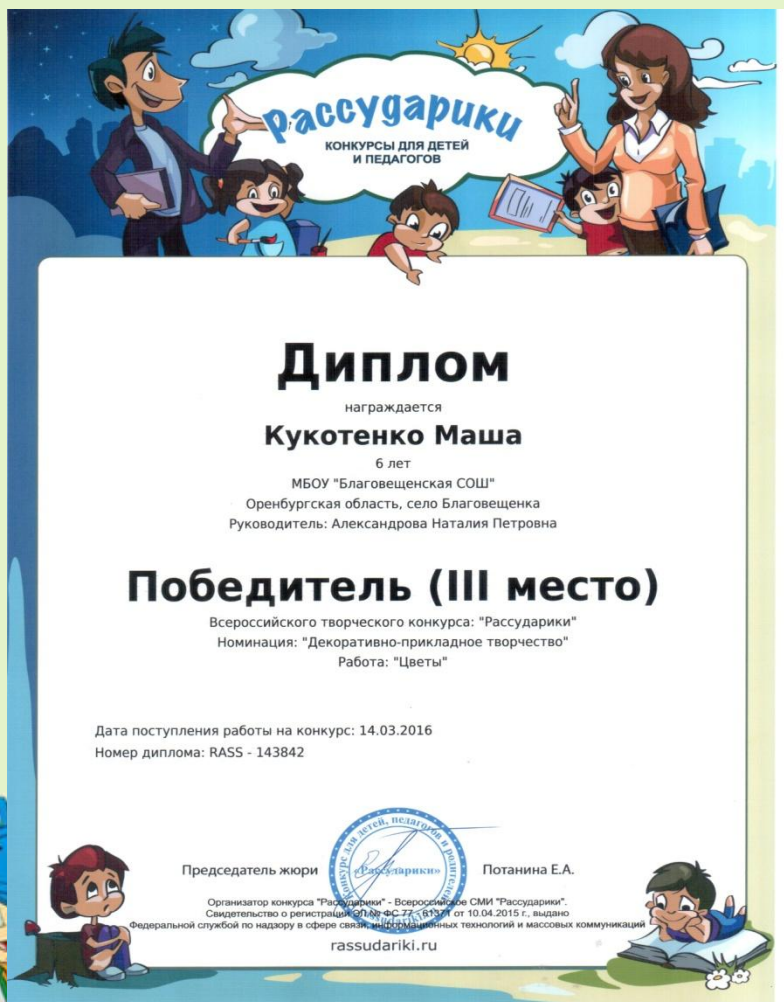 Рассударики
КОНКУРСЫ ДЛЯ ДЕТЕЙ
И ПЕДАГОГОВ
Диплом
награждается
Кукотенко Маша
6 лет
МБОУ "Благовещенская СОШ"
Оренбургская область, село Благовещенка
Руководитель: Александрова Наталия Петровна
Победитель (III место)
Всероссийского творческого конкурса: "Рассударики"
Номинация: "Декоративно-прикладное творчество"
Работа: "Цветы"
Дата поступления работы на конкурс: 14.03.2016
Номер диплома: RASS - 143842
Председатель жюри
«Рассударики»
Потанина Е.А.
Организатор конкурса "Рассударики" - Всероссийское СМИ "Рассударики".
Свидетельство о регистрации ЭЛ № ФС 77 - 61371 от 10.04.2015 г., выдано
Федеральной службой по надзору в сфере связи, информационных технологий и массовых коммуникаций
rassudariki.ru